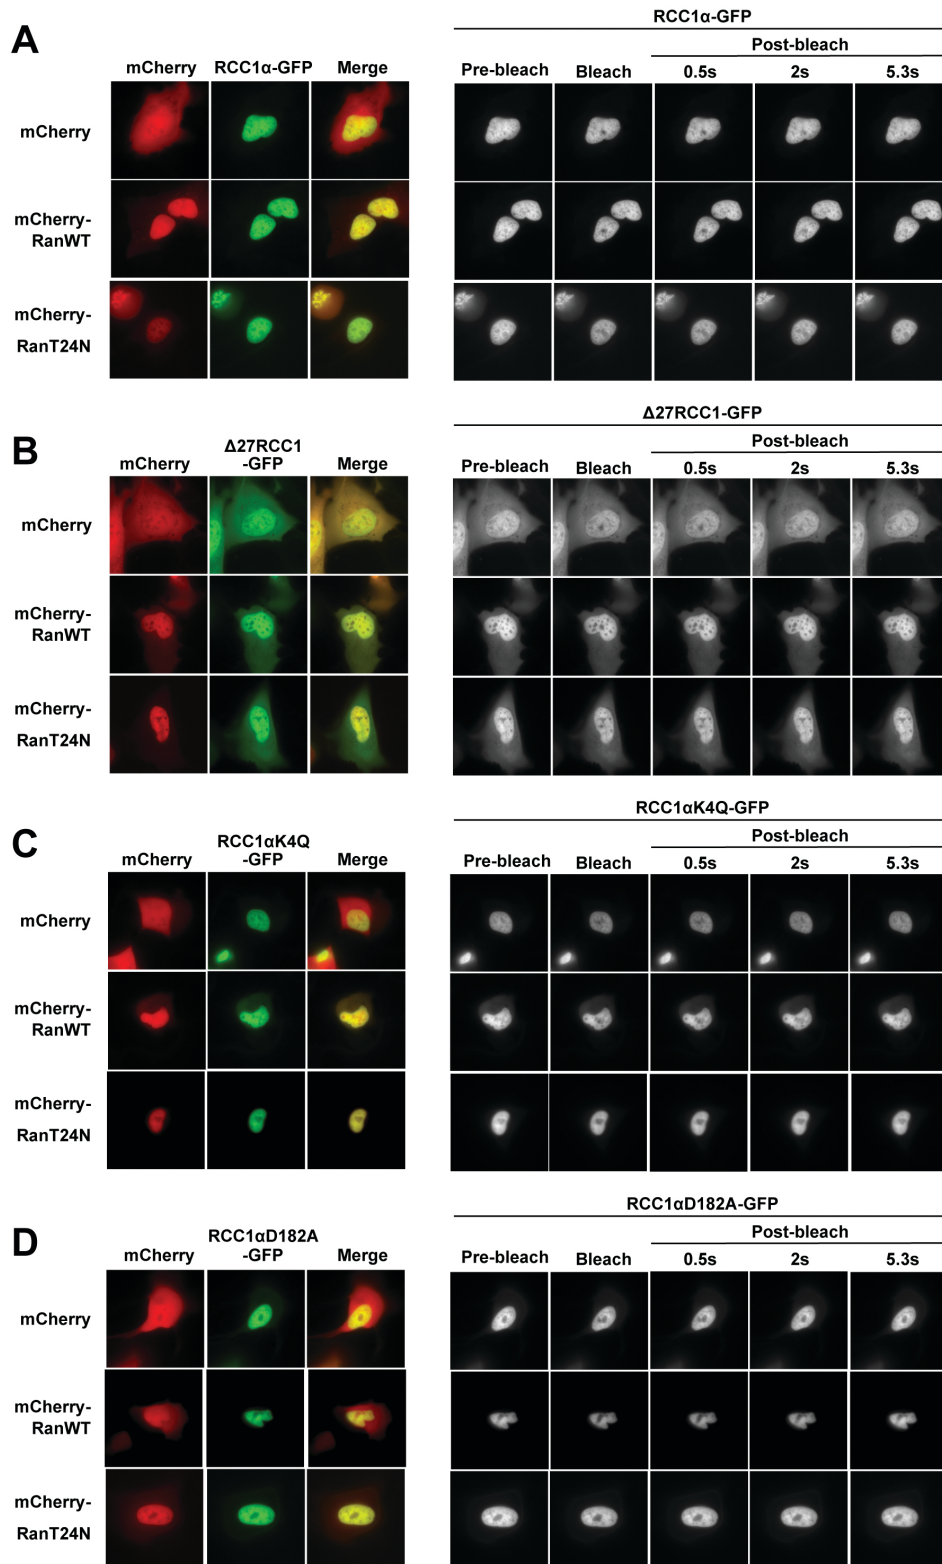 A
RCC1α-GFP
Post-bleach
mCherry RCC1α-GFP Merge
Pre-bleach Bleach 0.5s 2s 5.3s
mCherry
mCherry-
RanWT
mCherry-
RanT24N
B
Δ27RCC1-GFP
Post-bleach
mCherry Δ27RCC1
-GFP Merge
Pre-bleach Bleach 0.5s 2s 5.3s
mCherry
mCherry-
RanWT
mCherry-
RanT24N
C
RCC1αK4Q-GFP
Post-bleach
mCherry RCC1αK4Q
-GFP Merge
Pre-bleach Bleach 0.5s 2s 5.3s
mCherry
mCherry-
RanWT
mCherry-
RanT24N
D
RCC1αD182A-GFP
Post-bleach
mCherry RCC1αD182A
-GFP Merge
Pre-bleach Bleach 0.5s 2s 5.3s
mCherry
mCherry-
RanWT
mCherry-
RanT24N